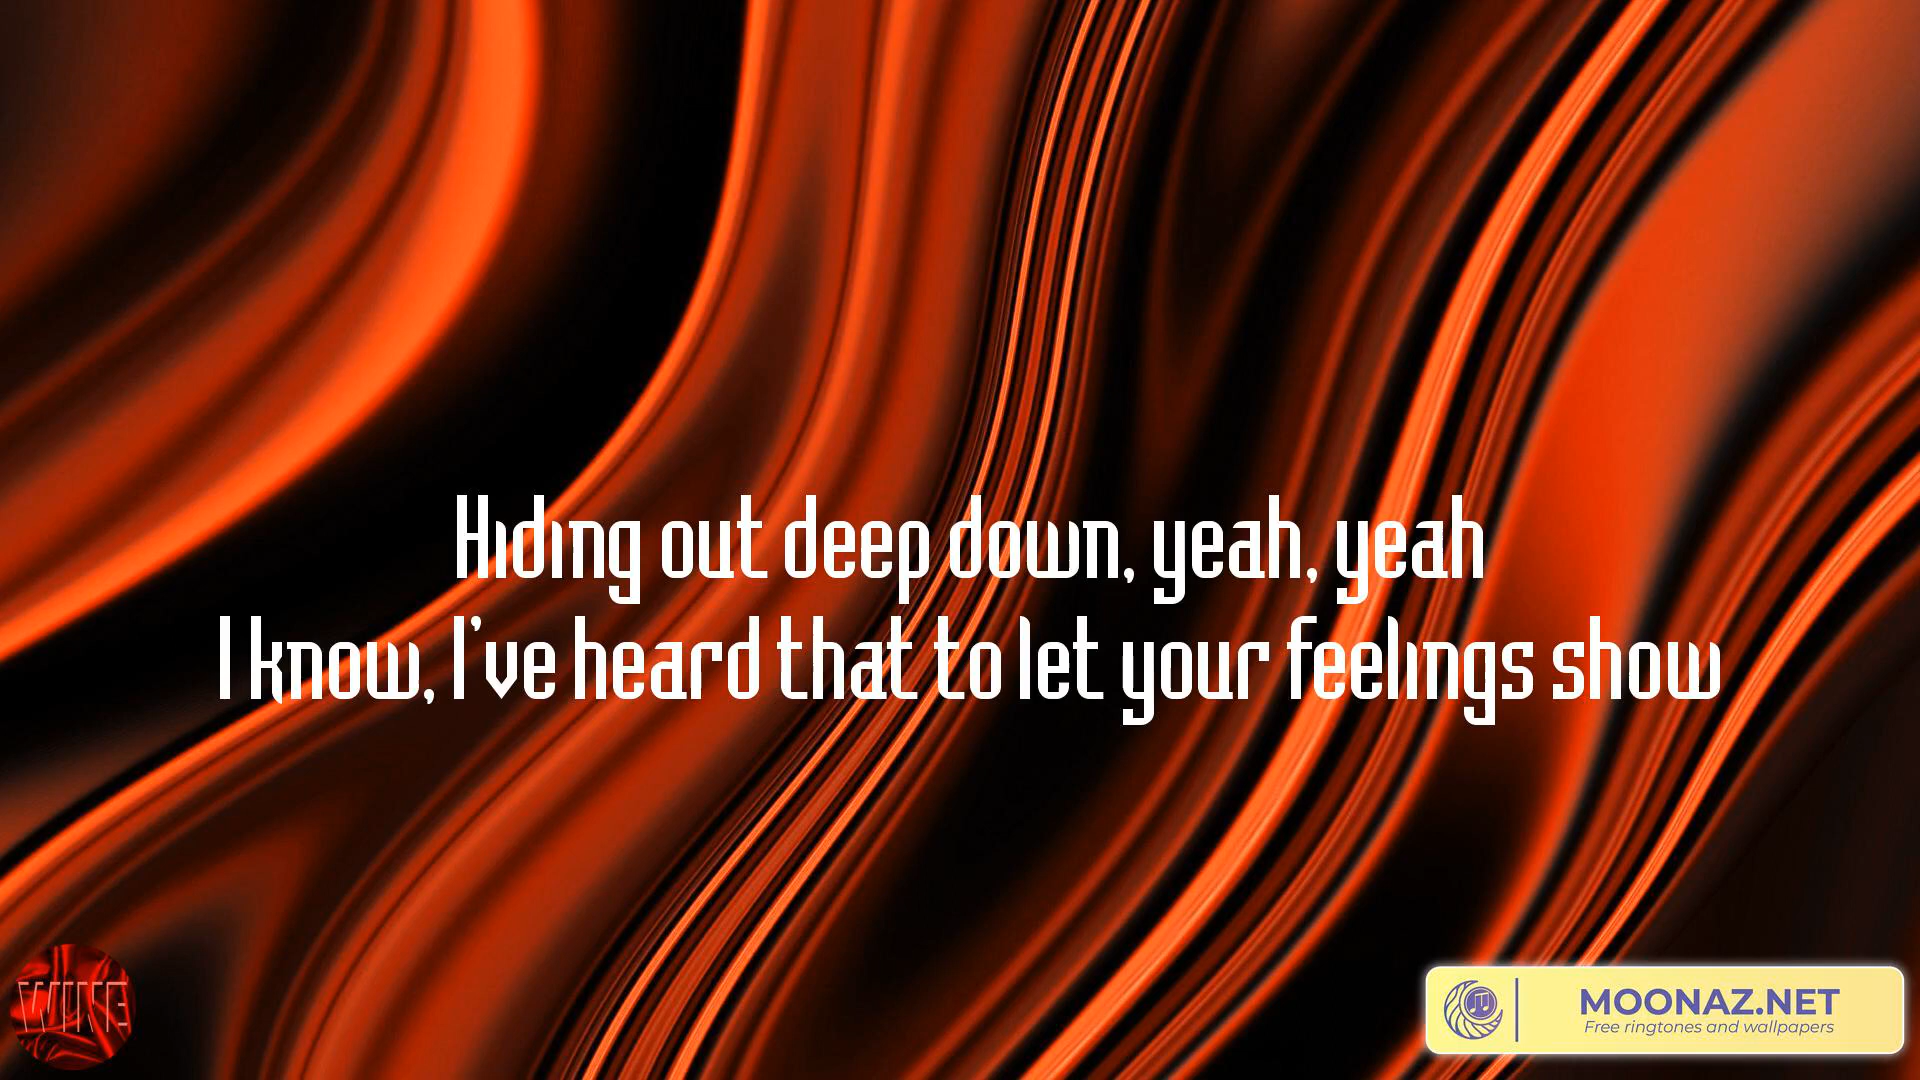 Hiding out deep down, yeah, yeah
I know, I've heard that to let your feelings show
WINE
MOONAZ.NET
Free ringtones and wallpapers